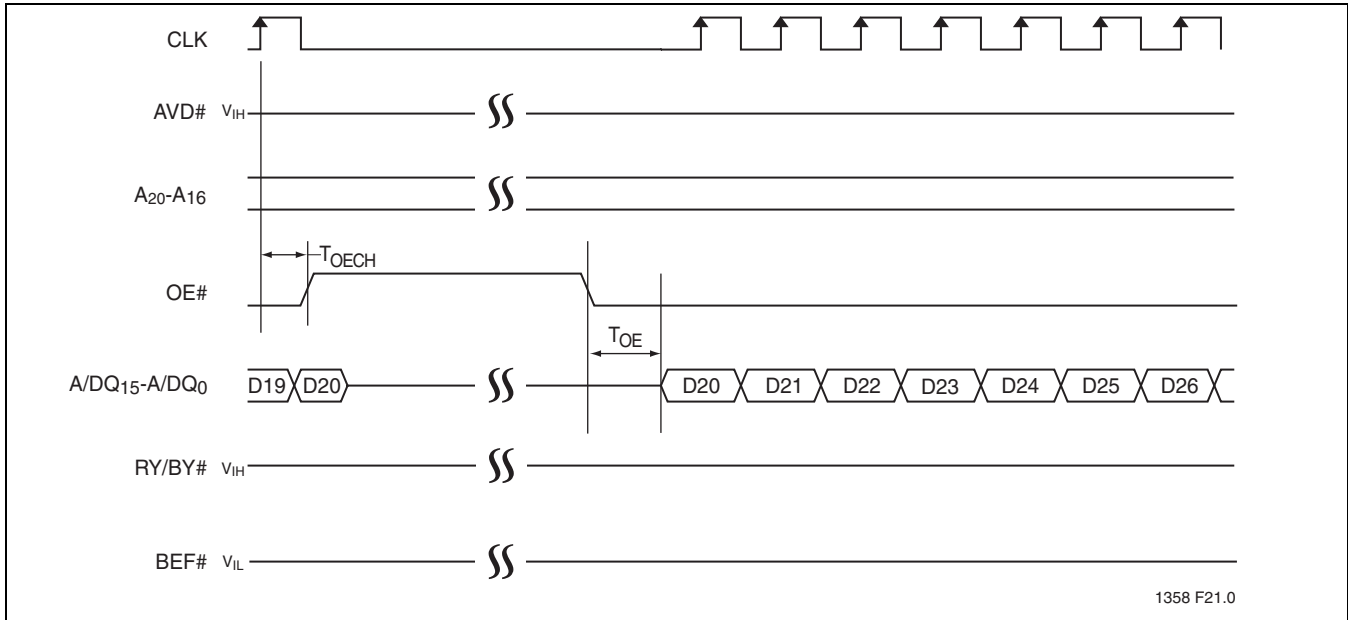 CLK
AVD# VIH
A20-A16
TOECH
OE#
TOE
A/DQ15-A/DQ0 D19 D20 D20 D21 D22 D23 D24 D25 D26
RY/BY# VIH
BEF# VIL
1358 F21.0